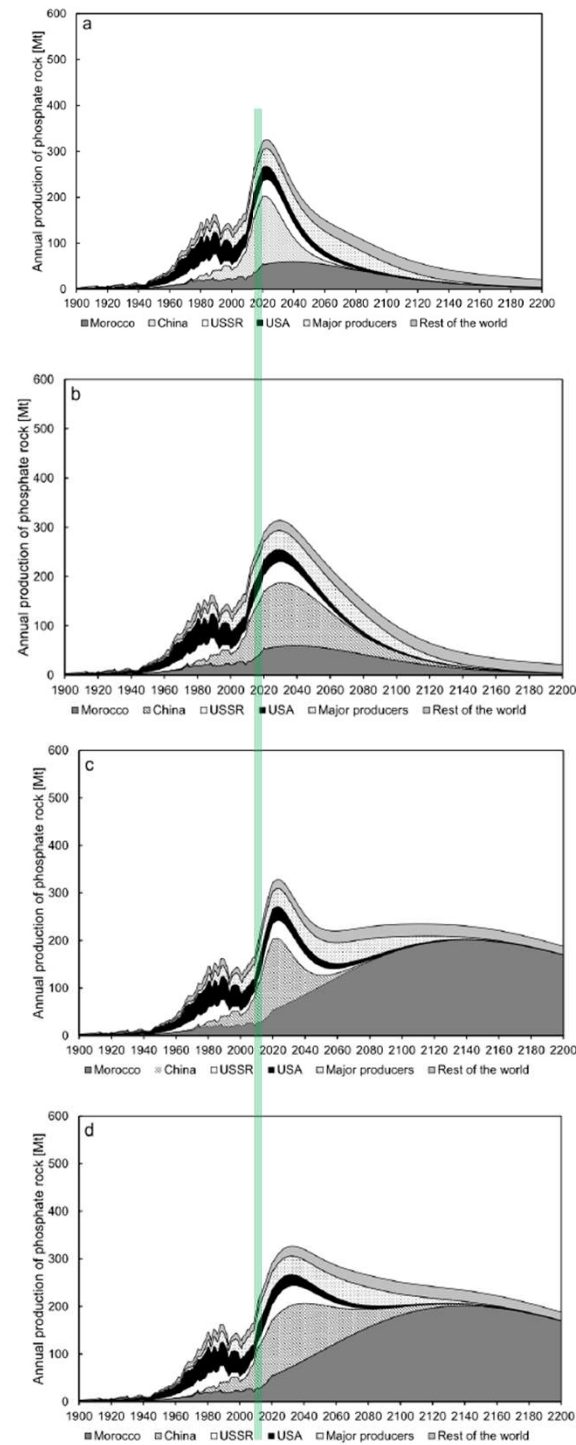 a
Annual production of phosphate rock [Mt]
600
500
400
300
200
100
0
1900 1920 1940 1960 1980 2000 2020 2040 2060 2080 2100 2120 2140 2160 2180 2200
Morocco China USSR USA Major producers Rest of the world
b
Annual production of phosphate rock [Mt]
600
500
400
300
200
100
0
1900 1920 1940 1960 1980 2000 2020 2040 2060 2080 2100 2120 2140 2160 2180 2200
Morocco China USSR USA Major producers Rest of the world
c
Annual production of phosphate rock [Mt]
600
500
400
300
200
100
0
1900 1920 1940 1960 1980 2000 2020 2040 2060 2080 2100 2120 2140 2160 2180 2200
Morocco China USSR USA Major producers Rest of the world
d
Annual production of phosphate rock [Mt]
600
500
400
300
200
100
0
1900 1920 1940 1960 1980 2000 2020 2040 2060 2080 2100 2120 2140 2160 2180 2200
Morocco China USSR USA Major producers Rest of the world